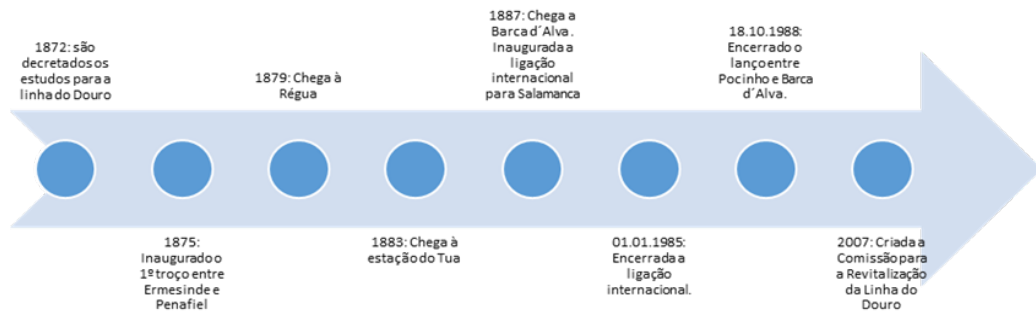 1872: são
decretados os
estudos para a
linha do Douro
1875:
Inaugurado o
1º troço entre
Ermesinde e
Penafiel
1879: Chega à
Régua
1883: Chega à
estação do Tua
1887: Chega a
Barca d´Alva.
Inaugurada a
ligação
internacional
para Salamanca
01.01.1985:
Encerrada a
ligação
internacional.
18.10.1988:
Encerrado o
lanço entre
Pocinho e Barca
d´Alva.
2007: Criada a
Comissão para
a Revitalização
da Linha do
Douro